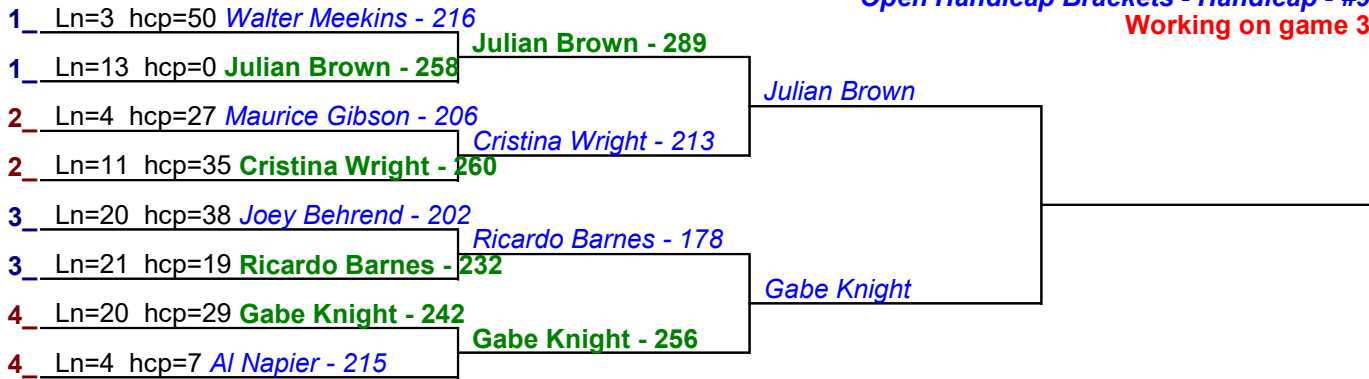 Open Handicap Brackets - Handicap - #9
Working on game 3
1_ Ln=3 hcp=50 Walter Meekins - 216
Julian Brown - 289
1_ Ln=13 hcp=0 Julian Brown - 258
Julian Brown
2_ Ln=4 hcp=27 Maurice Gibson - 206
Cristina Wright - 213
2_ Ln=11 hcp=35 Cristina Wright - 260
3_ Ln=20 hcp=38 Joey Behrend - 202
Ricardo Barnes - 178
3_ Ln=21 hcp=19 Ricardo Barnes - 232
Gabe Knight
4_ Ln=20 hcp=29 Gabe Knight - 242
Gabe Knight - 256
4_ Ln=4 hcp=7 Al Napier - 215